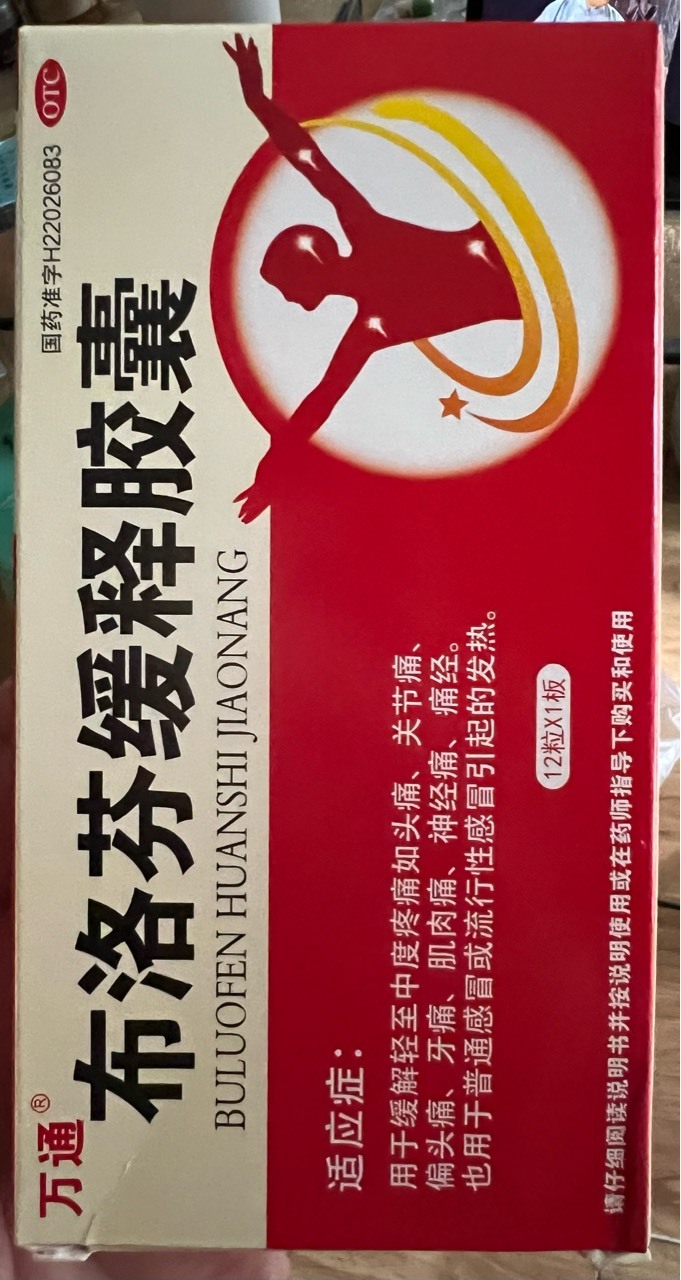 万通®
国药准字H22026083
OTC
布洛芬缓释胶囊
BULUOFEN HUANSHI JIAONANG
适应症：
用于缓解轻至中度疼痛如头痛、关节痛、
偏头痛、牙痛、肌肉痛、神经痛、痛经。
也用于普通感冒或流行性感冒引起的发热。
12粒X1板
请仔细阅读说明书并按说明使用或在药师指导下购买和使用